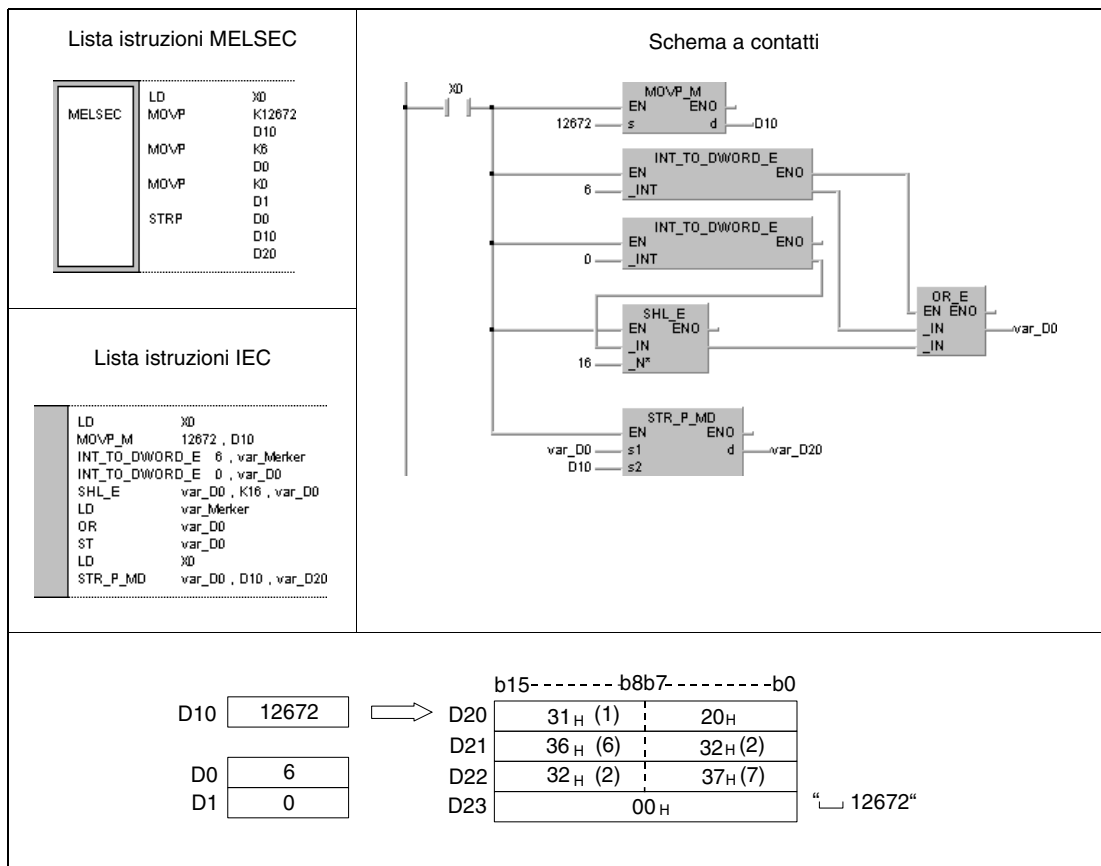 Lista istruzioni MELSEC
MELSEC
LD X0
MOVP K12672
D10
MOVP K6
D0
MOVP K0
D1
STRP D0
D10
D20
Lista istruzioni IEC
LD X0
MOVP_M 12672 , D10
INT_TO_DWORD_E 6 , var_Merker
INT_TO_DWORD_E 0 , var_D0
SHL_E var_D0 , K16 , var_D0
LD var_Merker
OR var_D0
ST var_D0
LD X0
STR_P_MD var_D0 , D10 , var_D20
Schema a contatti
X0
MOVP_M
EN ENO
12672 s d D10
INT_TO_DWORD_E
EN ENO
6 _INT
INT_TO_DWORD_E
EN ENO
0 _INT
SHL_E
EN ENO
_IN
16 _N*
OR_E
EN ENO
_IN var_D0
_IN
STR_P_MD
EN ENO
var_D0 s1 d var_D20
D10 s2
b15- - - - - - - -b8b7- - - - - - - - -b0
D10 12672
D0 6
D1 0
D20 31H (1) 20H
D21 36H (6) 32H (2)
D22 32H (2) 37H (7)
D23 00H
“⎵ 12672“